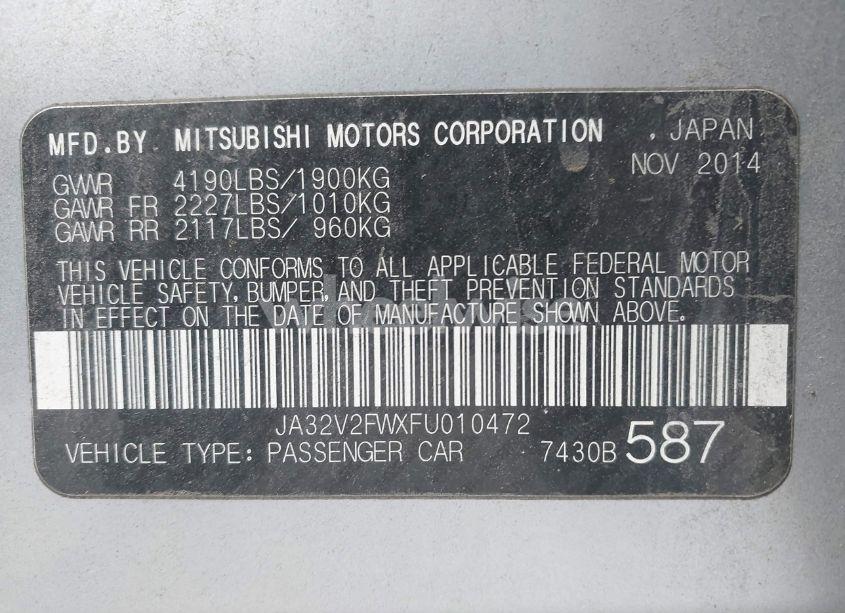 MFD.BY MITSUBISHI MOTORS CORPORATION . JAPAN
NOV 2014
GVWR 4190LBS/1900KG
GAWR FR 2227LBS/1010KG
GAWR RR 2117LBS/ 960KG
THIS VEHICLE CONFORMS TO ALL APPLICABLE FEDERAL MOTOR
VEHICLE SAFETY, BUMPER, AND THEFT PREVENTION STANDARDS
IN EFFECT ON THE DATE OF MANUFACTURE SHOWN ABOVE.
JA32V2FWXFU010472
VEHICLE TYPE: PASSENGER CAR 7430B 587